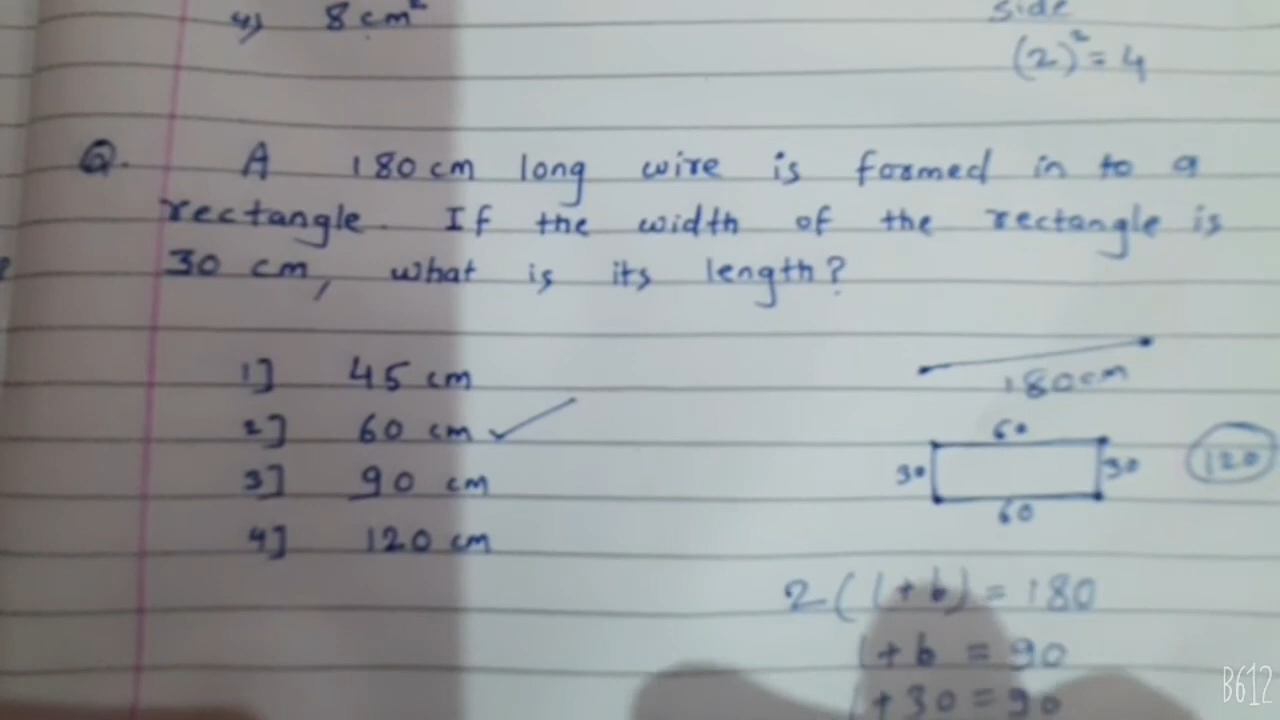 4) 8 cm²
side
(2)² = 4
Q. A 180 cm long wire is formed in to a
rectangle. If the width of the rectangle is
30 cm, what is its length?
1] 45 cm
2] 60 cm ✓
3] 90 cm
4] 120 cm
180 cm
60
30 30
120
60
2 (l + b) = 180
l + b = 90
l + 30 = 90
B612